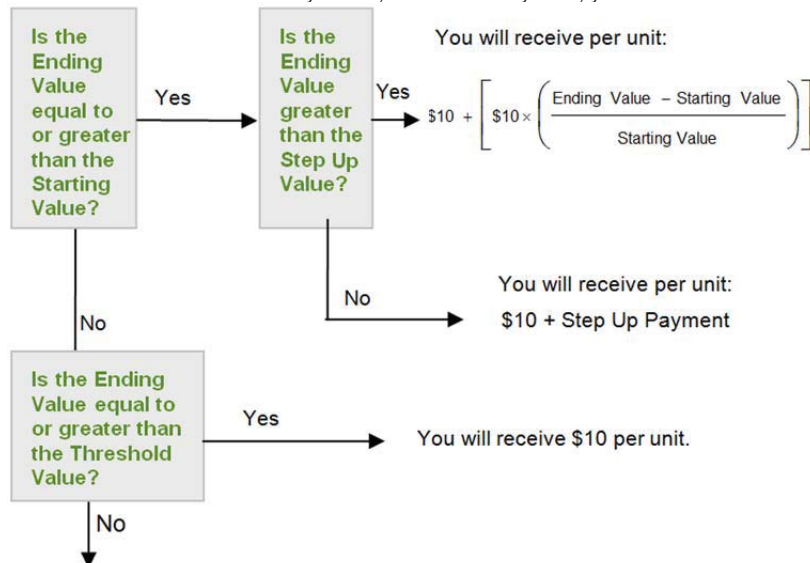 Is the
Ending
Value
equal to
or greater
than the
Starting
Value?
Yes
Is the
Ending
Value
greater
than the
Step Up
Value?
Yes
You will receive per unit:
$10 + [ $10 × ( Ending Value – Starting Value
Starting Value ) ]
No
You will receive per unit:
$10 + Step Up Payment
No
Is the Ending
Value equal to
or greater than
the Threshold
Value?
Yes
You will receive $10 per unit.
No